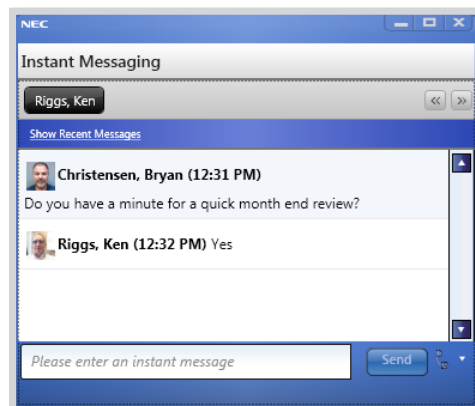 NEC
Instant Messaging
Riggs, Ken
Show Recent Messages
Christensen, Bryan (12:31 PM)
Do you have a minute for a quick month end review?
Riggs, Ken (12:32 PM) Yes
Please enter an instant message
Send